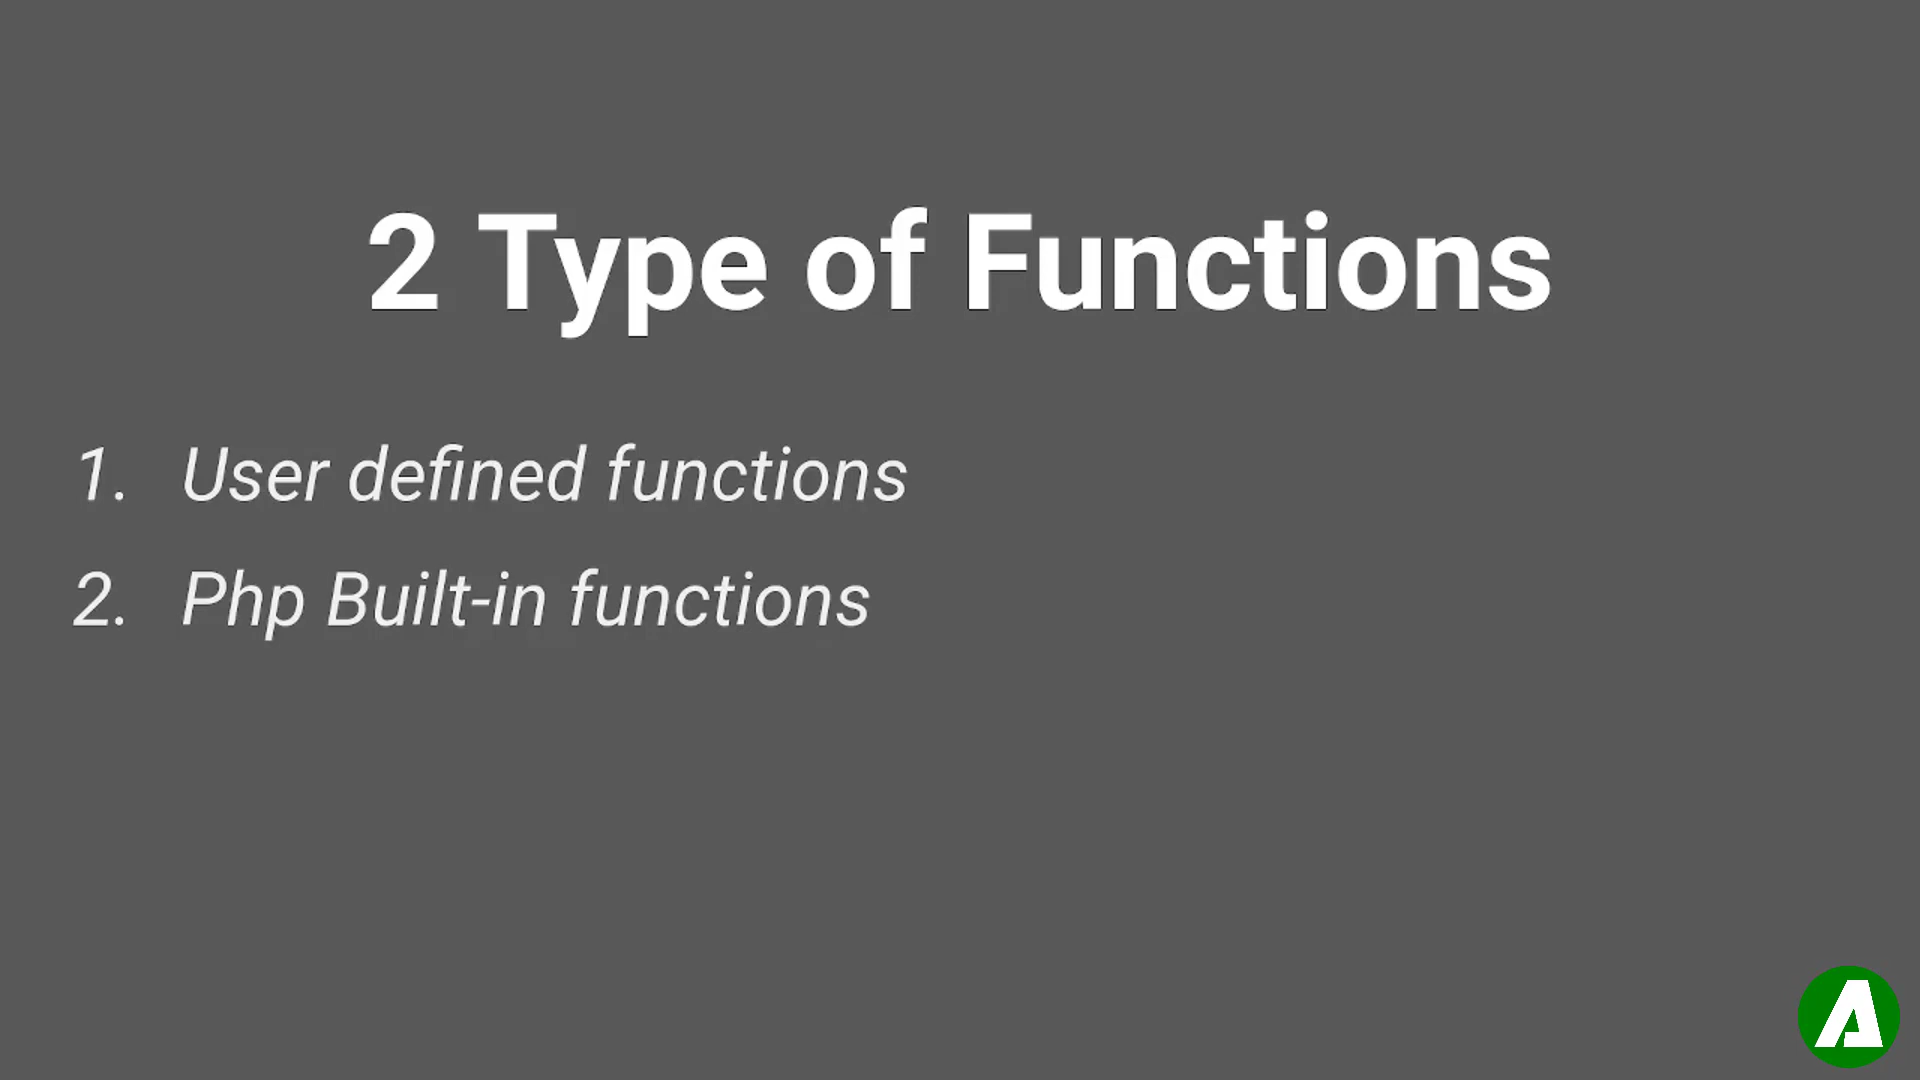 2 Type of Functions
1. User defined functions
2. Php Built-in functions
A